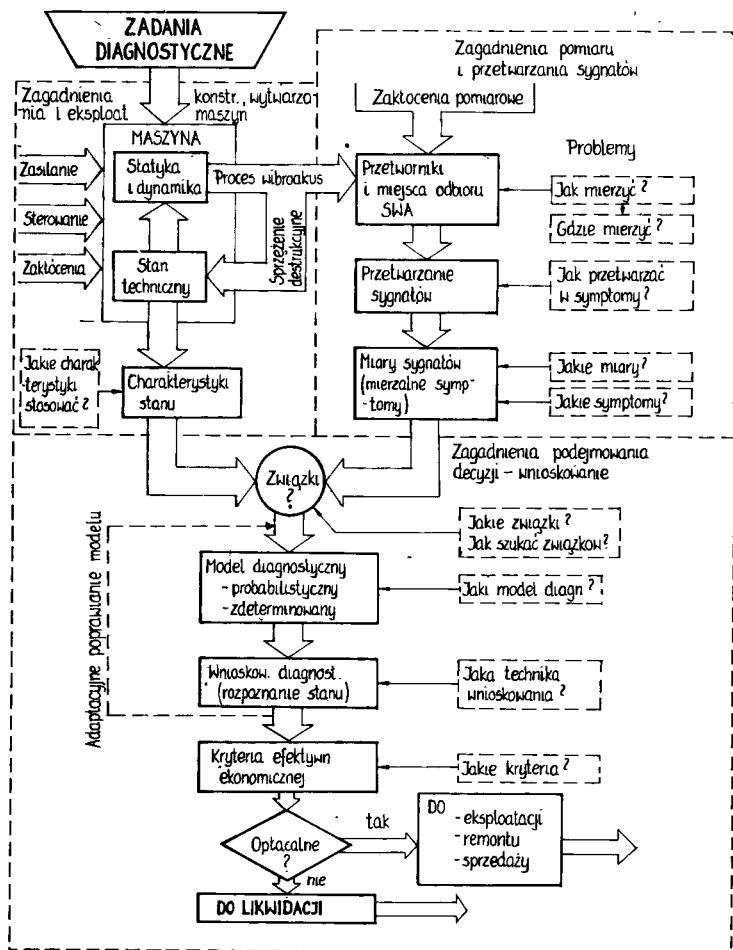 ZADANIA
DIAGNOSTYCZNE
Zagadnienia pomiaru
i przetwarzania sygnałów
Zakłócenia pomiarowe
Zagadnienia konstr., wytwarza-
nia i eksploat maszyn
MASZYNA
Zasilanie
Sterowanie
Zakłócenia
Statyka
i dynamika
Proces wibroakus
Sprzężenie
destrukcyjne
Stan
techniczny
Przetworniki
i miejsca odbioru
SWA
Problemy
Jak mierzyć?
Gdzie mierzyć?
Przetwarzanie
sygnałów
Jak przetwarzać
w symptomy?
Jakie charak
terystyki
stosować?
Charakterystyki
stanu
Miary sygnałów
(mierzalne symp-
-tomy)
Jakie miary?
Jakie symptomy?
Zagadnienia podejmowania
decyzji – wnioskowanie
Związki
?
Jakie związki?
Jak szukać związków?
Adaptacyjne poprawianie modelu
Model diagnostyczny
- probabilistyczny
- zdeterminowany
Jaki model diagn?
Wnioskow. diagnost.
(rozpoznanie stanu)
Jaka technika
wnioskowania?
Kryteria efektywn
ekonomicznej
Jakie kryteria?
Opłacalne
?
tak
nie
DO
- eksploatacji
- remontu
- sprzedaży
DO LIKWIDACJI